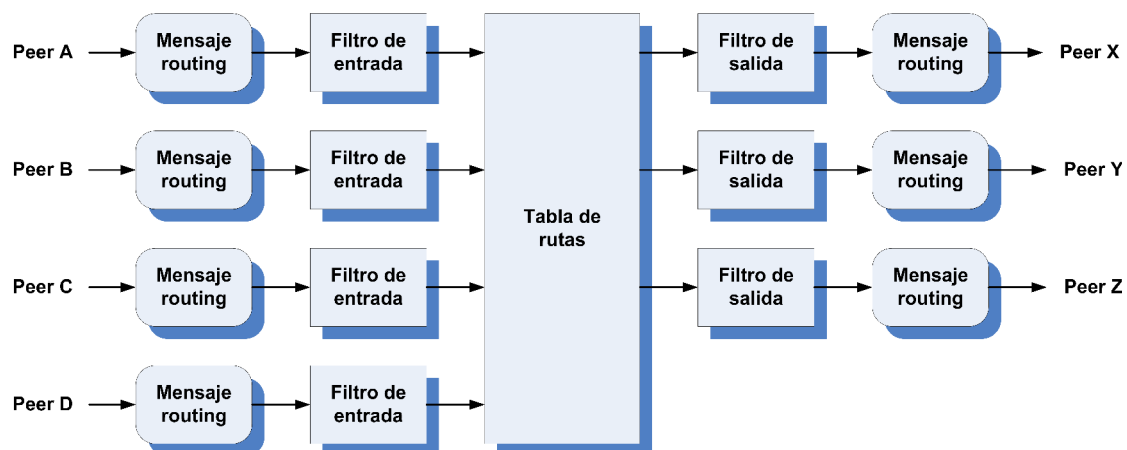 Peer A
Mensaje
routing
Filtro de
entrada
Filtro de
salida
Mensaje
routing
Peer X
Peer B
Mensaje
routing
Filtro de
entrada
Tabla de
rutas
Filtro de
salida
Mensaje
routing
Peer Y
Peer C
Mensaje
routing
Filtro de
entrada
Filtro de
salida
Mensaje
routing
Peer Z
Peer D
Mensaje
routing
Filtro de
entrada